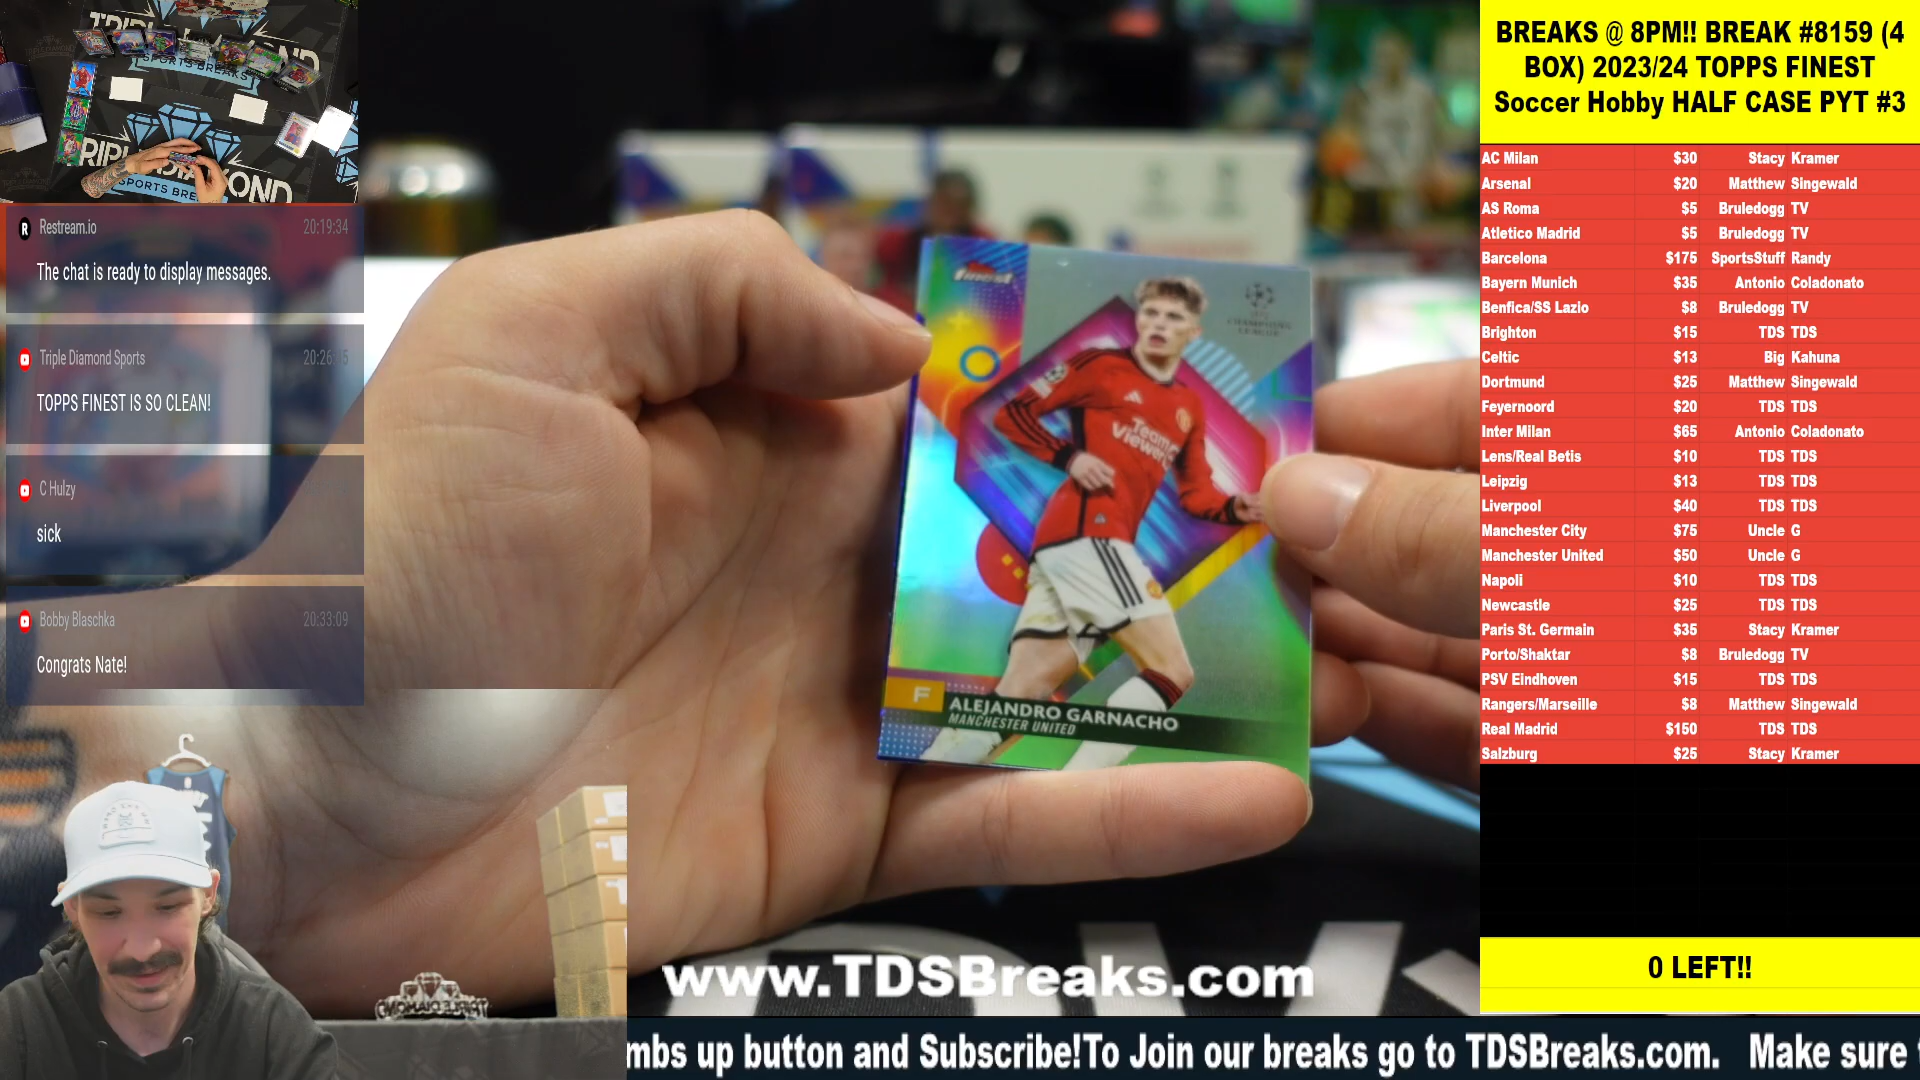 BREAKS @ 8PM!! BREAK #8159 (4
BOX) 2023/24 TOPPS FINEST
Soccer Hobby HALF CASE PYT #3
AC Milan $30 Stacy Kramer
Arsenal $20 Matthew Singewald
AS Roma $5 Bruledogg TV
Atletico Madrid $5 Bruledogg TV
Barcelona $175 SportsStuff Randy
Bayern Munich $35 Antonio Coladonato
Benfica/SS Lazio $8 Bruledogg TV
Brighton $15 TDS TDS
Celtic $13 Big Kahuna
Dortmund $25 Matthew Singewald
Feyernoord $20 TDS TDS
Inter Milan $65 Antonio Coladonato
Lens/Real Betis $10 TDS TDS
Leipzig $13 TDS TDS
Liverpool $40 TDS TDS
Manchester City $75 Uncle G
Manchester United $50 Uncle G
Napoli $10 TDS TDS
Newcastle $25 TDS TDS
Paris St. Germain $35 Stacy Kramer
Porto/Shaktar $8 Bruledogg TV
PSV Eindhoven $15 TDS TDS
Rangers/Marseille $8 Matthew Singewald
Real Madrid $150 TDS TDS
Salzburg $25 Stacy Kramer
0 LEFT!!
SPORTS BREAKS
Restream.io 20:19:34
The chat is ready to display messages.
Triple Diamond Sports
TOPPS FINEST IS SO CLEAN!
C Hulzy
sick
Bobby Blaschka 20:33:09
Congrats Nate!
finest
CHAMPIONS
LEAGUE
Team
Viewer
F
ALEJANDRO GARNACHO
MANCHESTER UNITED
www.TDSBreaks.com
mbs up button and Subscribe!To Join our breaks go to TDSBreaks.com. Make sure